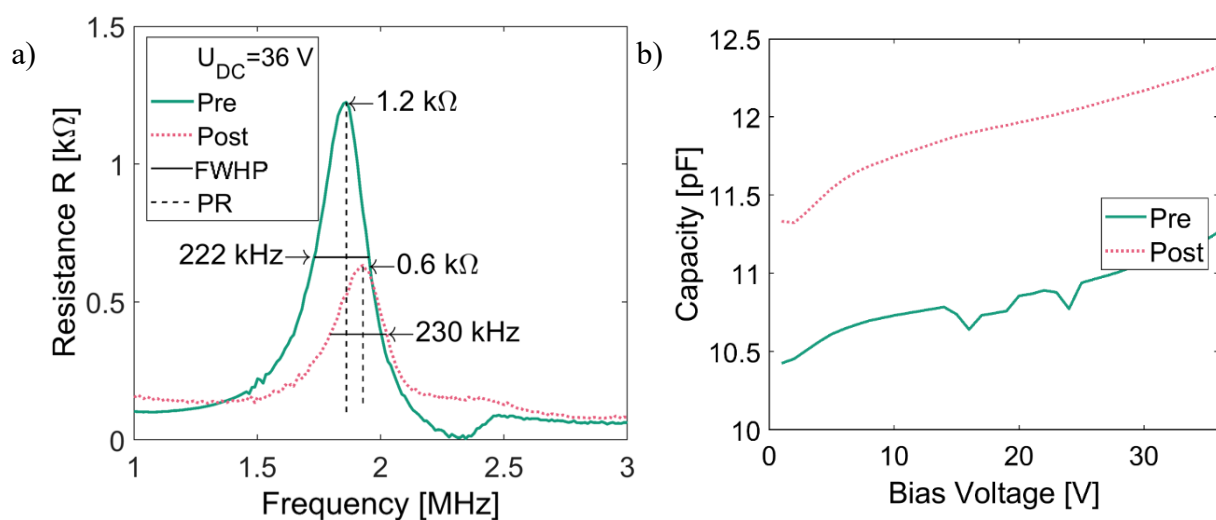 a)
1.5
1
0.5
0
Resistance R [kΩ]
U_DC=36 V
Pre
Post
FWHP
PR
1.2 kΩ
222 kHz
0.6 kΩ
230 kHz
1
1.5
2
2.5
3
Frequency [MHz]
b)
12.5
12
11.5
11
10.5
10
Capacity [pF]
Pre
Post
0
10
20
30
Bias Voltage [V]